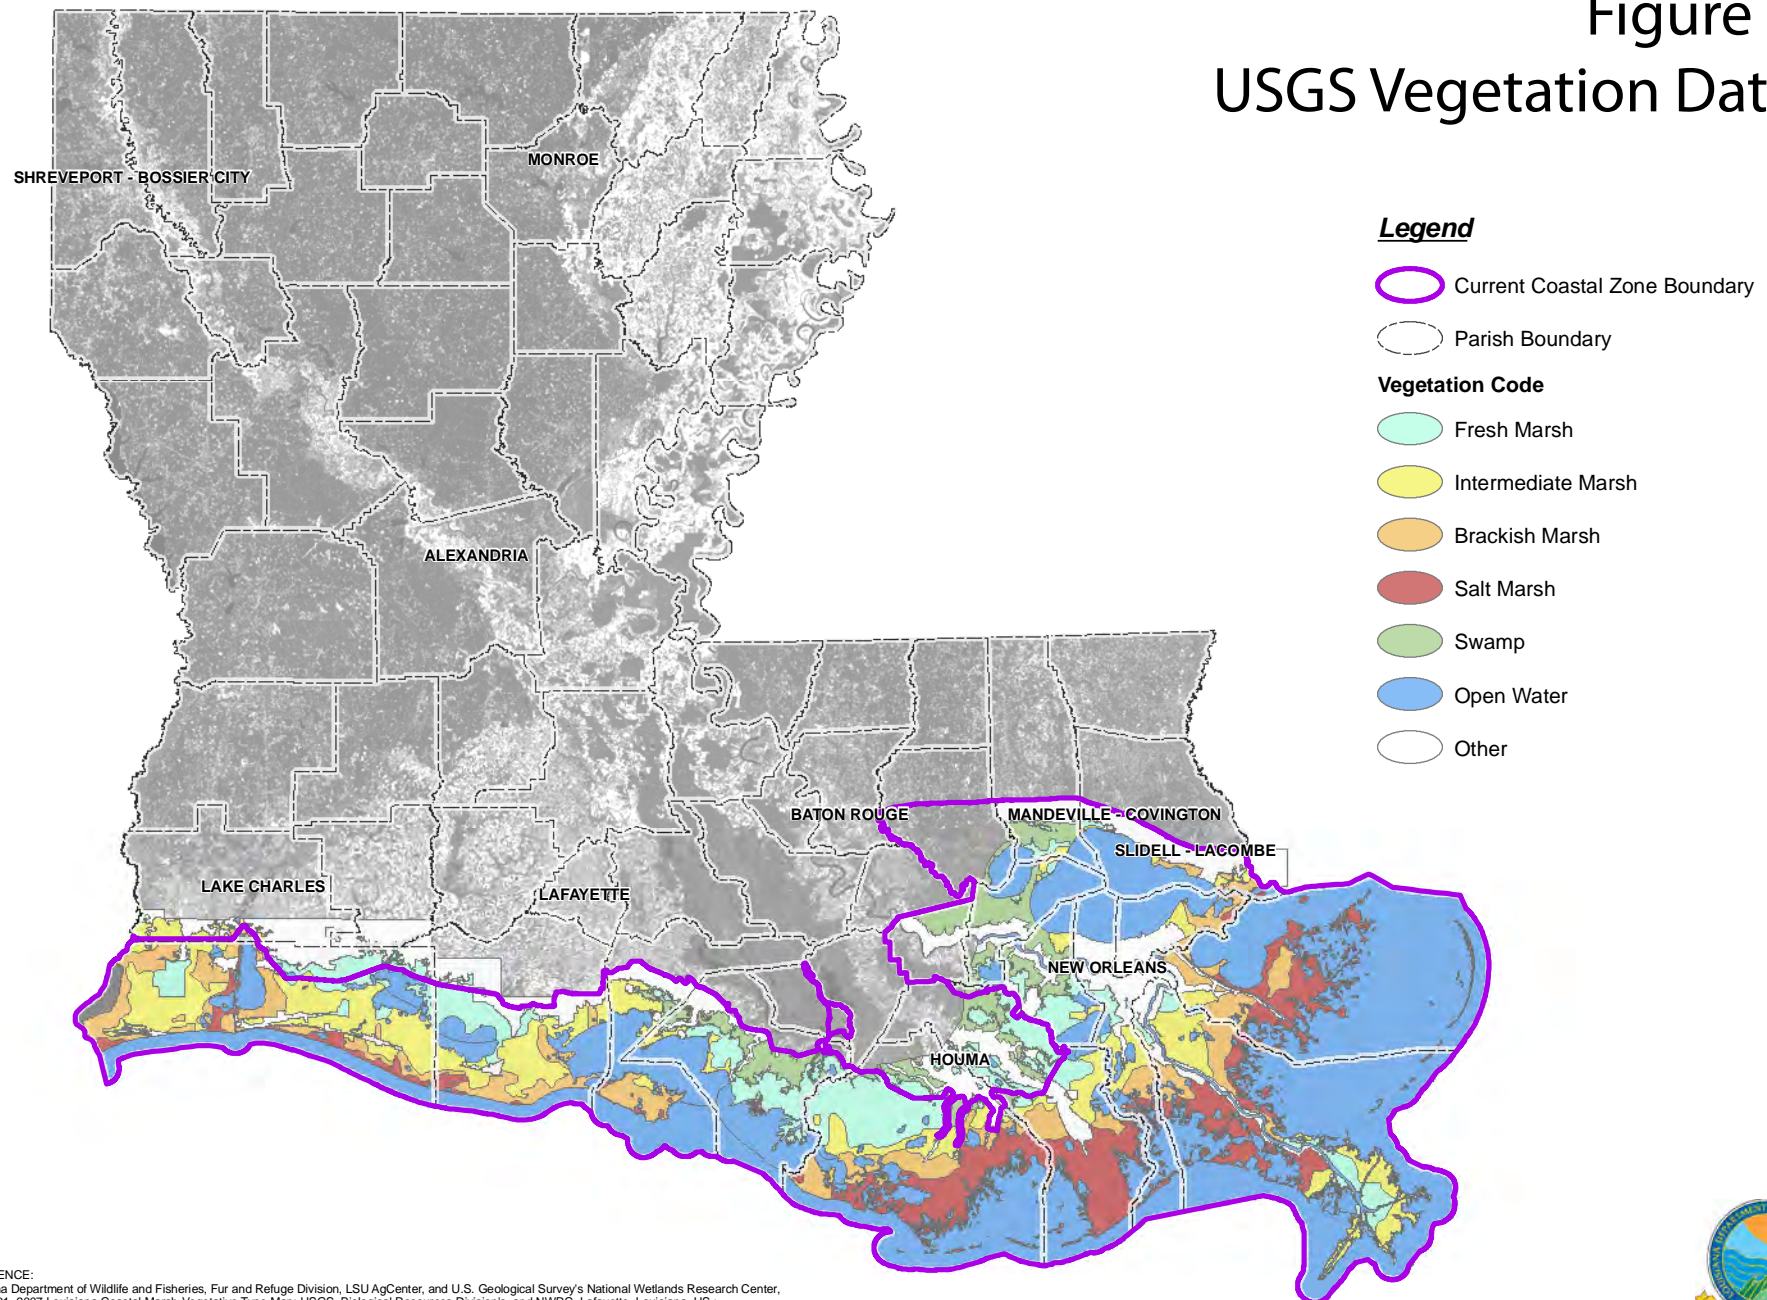 Figure
USGS Vegetation Dat
Legend
Current Coastal Zone Boundary
Parish Boundary
Vegetation Code
Fresh Marsh
Intermediate Marsh
Brackish Marsh
Salt Marsh
Swamp
Open Water
Other
MONROE
SHREVEPORT - BOSSIER CITY
ALEXANDRIA
BATON ROUGE
MANDEVILLE - COVINGTON
SLIDELL - LACOMBE
LAKE CHARLES
LAFAYETTE
NEW ORLEANS
HOUMA
ENCE:
na Department of Wildlife and Fisheries, Fur and Refuge Division, LSU AgCenter, and U.S. Geological Survey's National Wetlands Research Center,